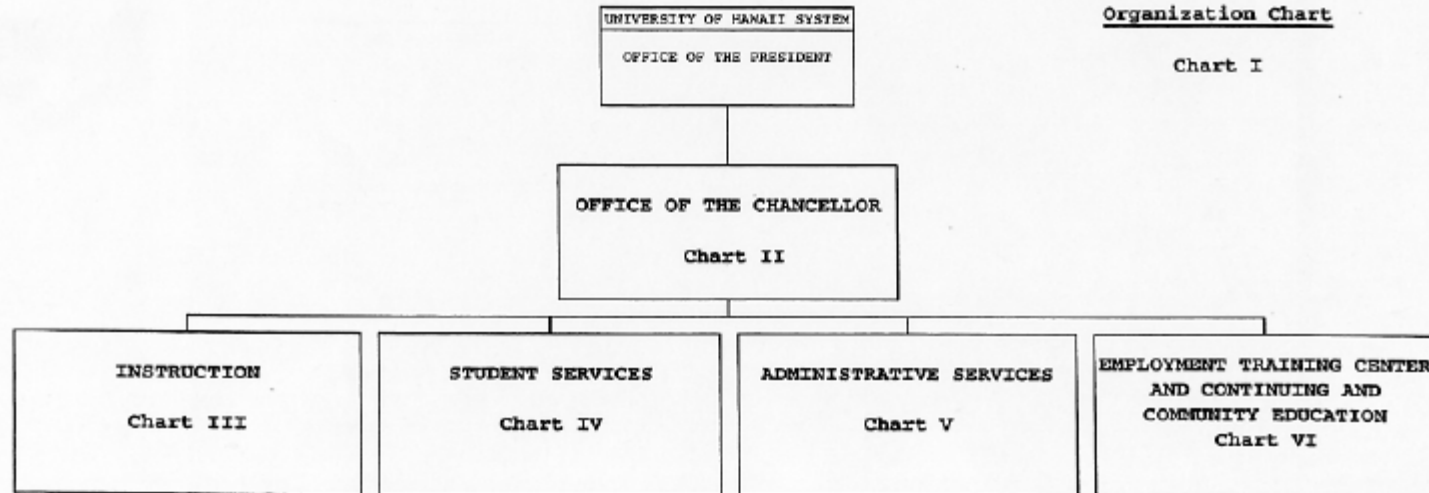 UNIVERSITY OF HAWAII SYSTEM
OFFICE OF THE PRESIDENT
Organization Chart
Chart I
OFFICE OF THE CHANCELLOR
Chart II
INSTRUCTION
Chart III
STUDENT SERVICES
Chart IV
ADMINISTRATIVE SERVICES
Chart V
EMPLOYMENT TRAINING CENTER
AND CONTINUING AND
COMMUNITY EDUCATION
Chart VI